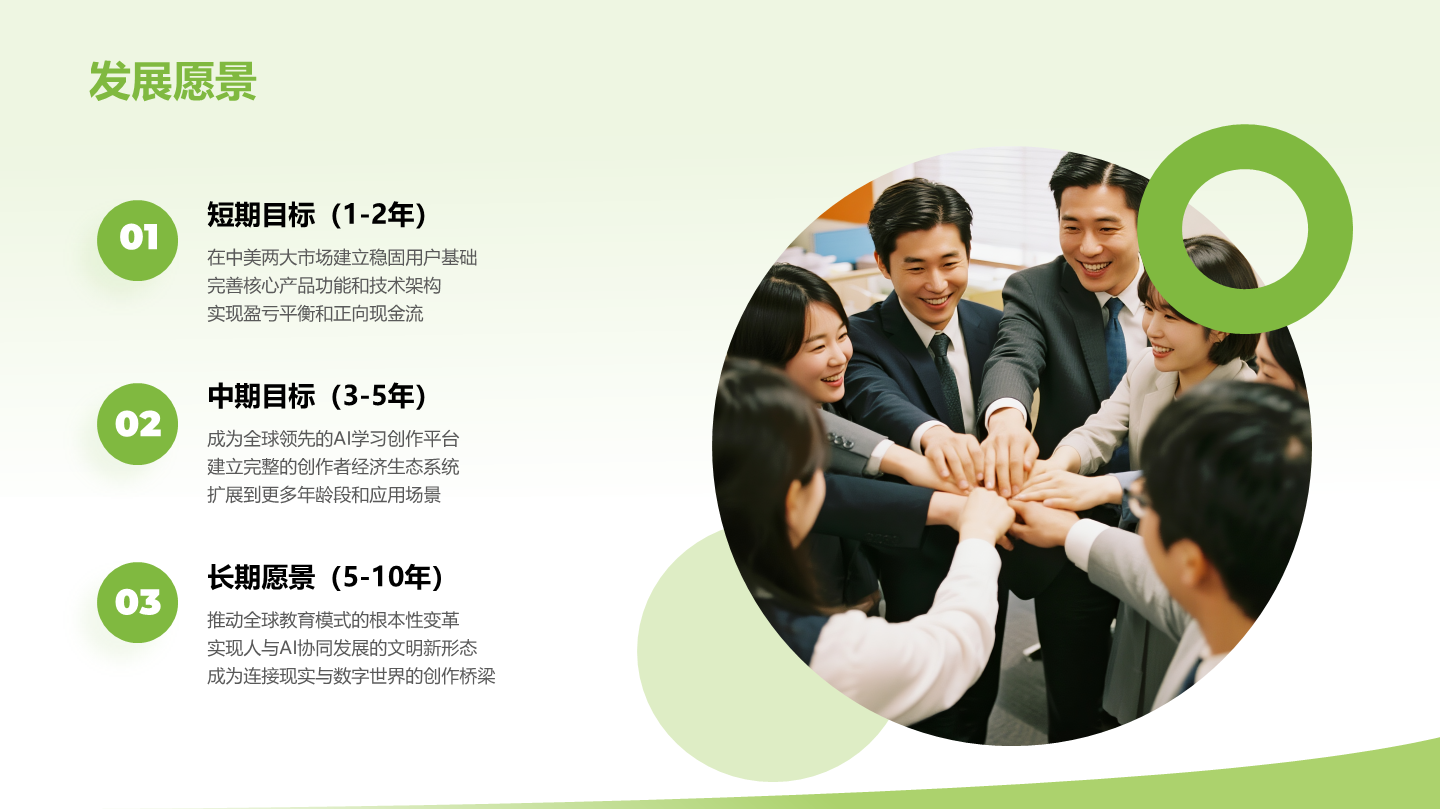 发展愿景
01
短期目标（1-2年）
在中美两大市场建立稳固用户基础
完善核心产品功能和技术架构
实现盈亏平衡和正向现金流
02
中期目标（3-5年）
成为全球领先的AI学习创作平台
建立完整的创作者经济生态系统
扩展到更多年龄段和应用场景
03
长期愿景（5-10年）
推动全球教育模式的根本性变革
实现人与AI协同发展的文明新形态
成为连接现实与数字世界的创作桥梁